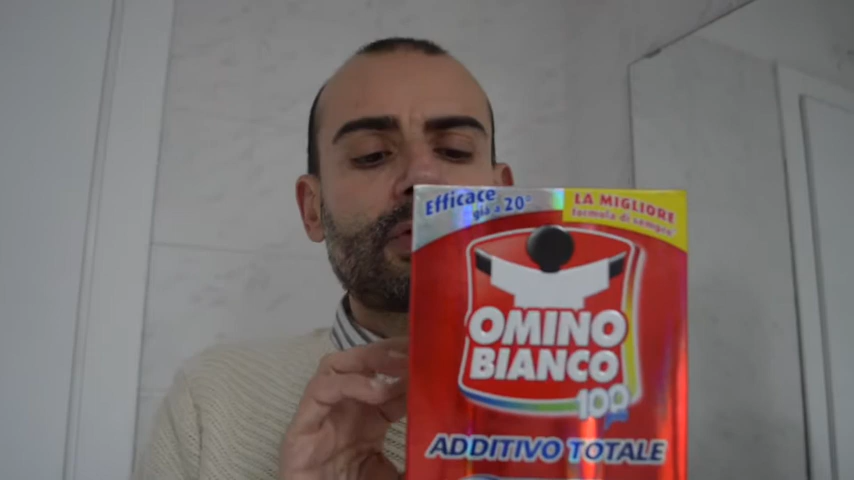 Efficace
già a 20°
LA MIGLIORE
formula di sempre
OMINO
BIANCO
100
ADDITIVO TOTALE